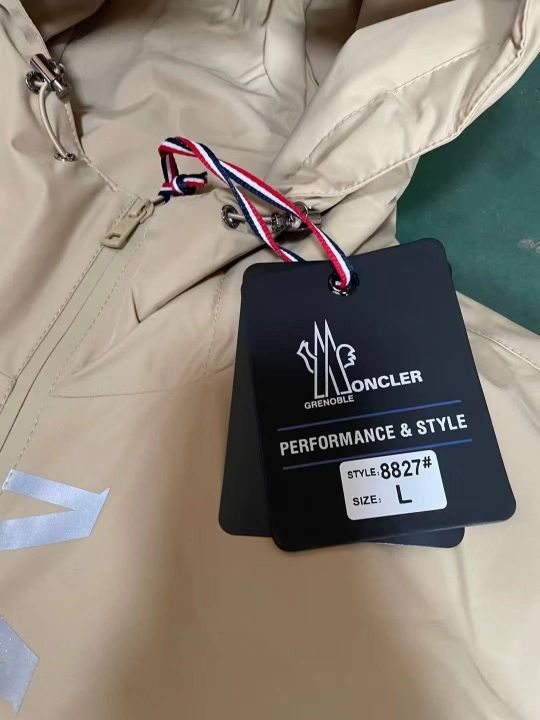 MONCLER
GRENOBLE
PERFORMANCE & STYLE
STYLE: 8827#
SIZE: L